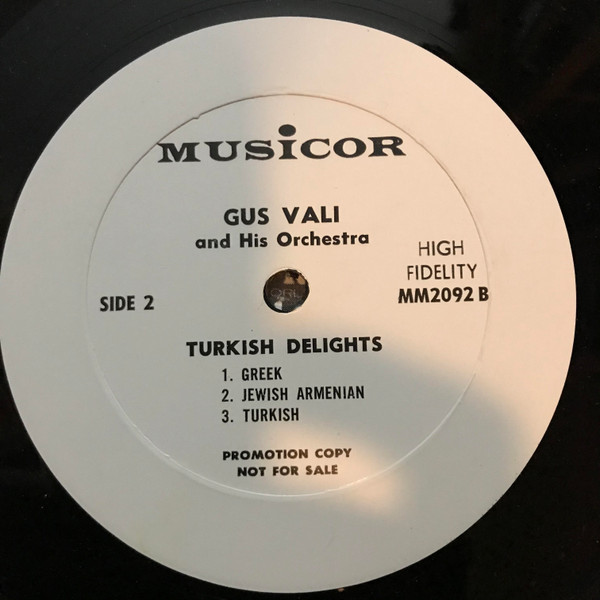 MUSiCOR
GUS VALI
and His Orchestra
HIGH
FIDELITY
SIDE 2
MM2092 B
TURKISH DELIGHTS
1. GREEK
2. JEWISH ARMENIAN
3. TURKISH
PROMOTION COPY
NOT FOR SALE